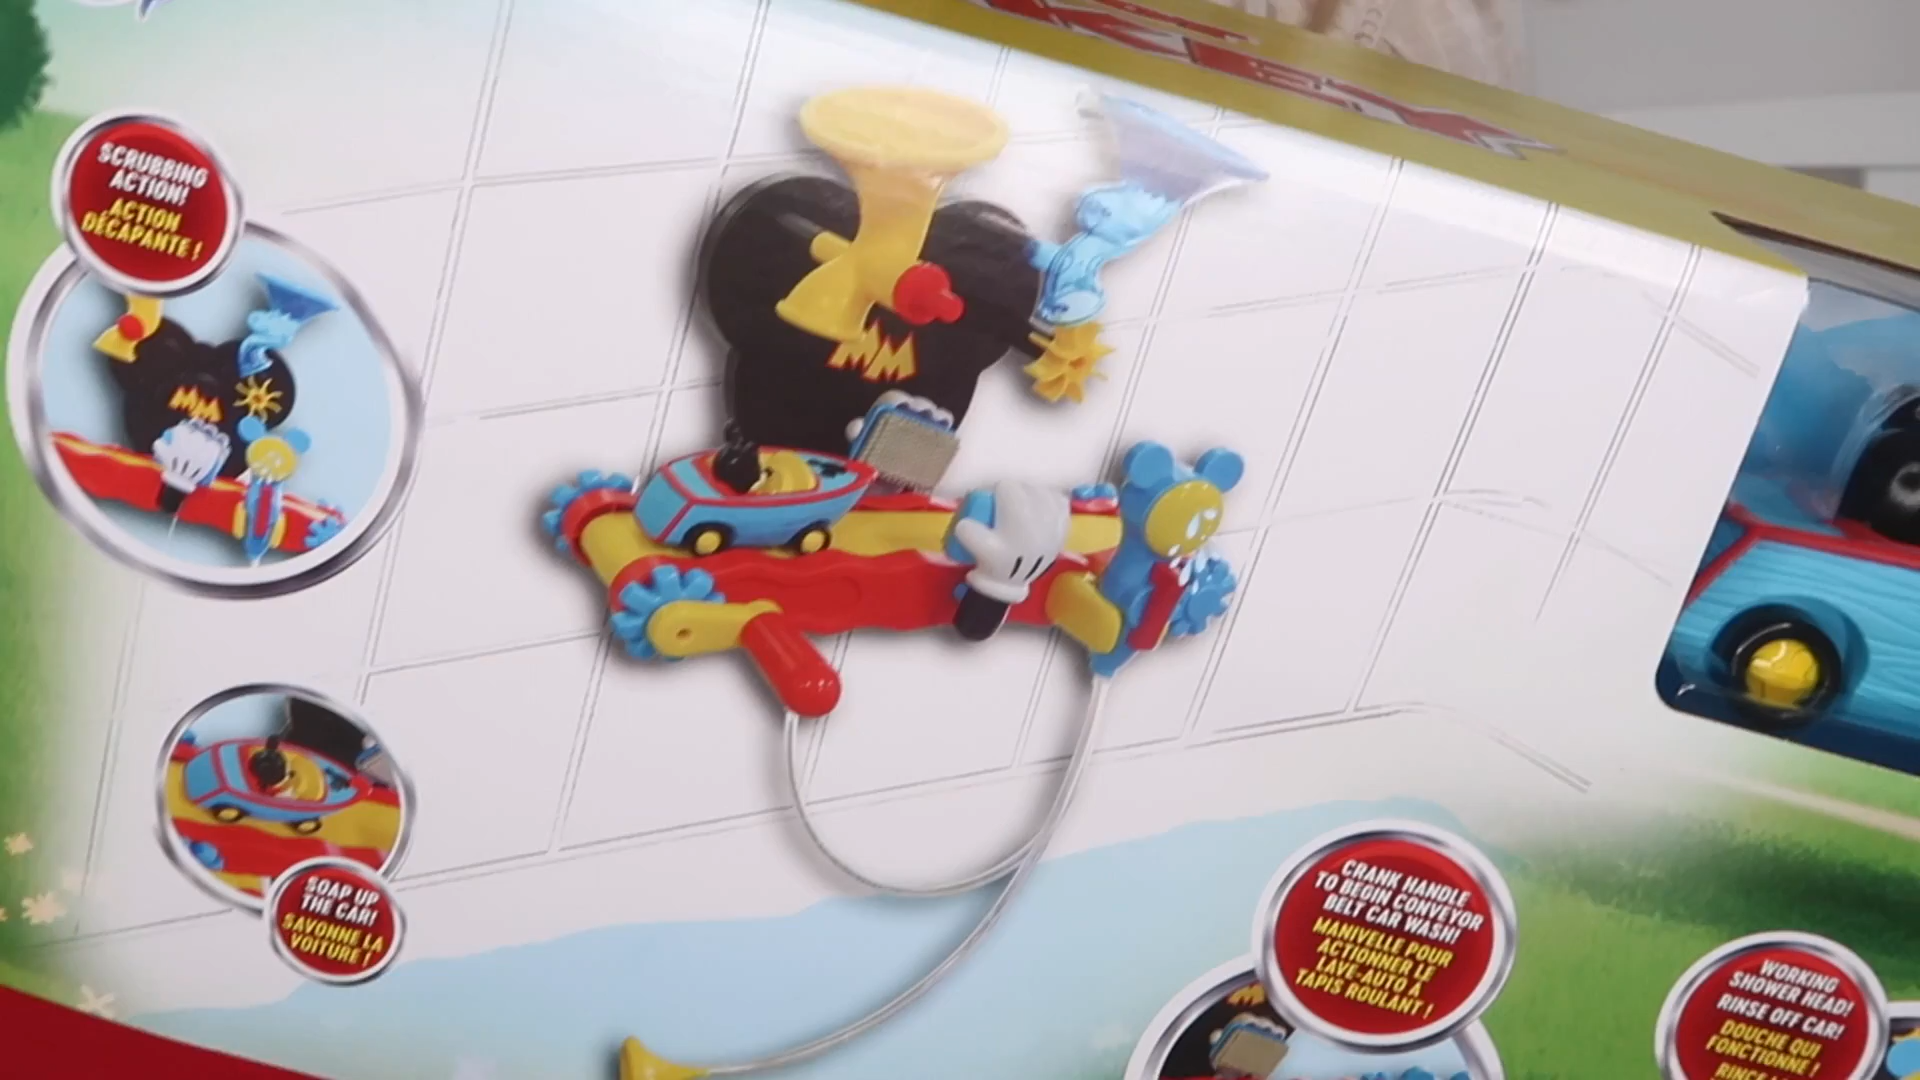 SCRUBBING
ACTION!
ACTION
DÉCAPANTE !
MM
MM
SOAP UP
THE CAR!
SAVONNE LA
VOITURE !
CRANK HANDLE
TO BEGIN CONVEYOR
BELT CAR WASH!
MANIVELLE POUR
ACTIONNER LE
LAVE-AUTO À
TAPIS ROULANT !
WORKING
SHOWER HEAD!
RINSE OFF CAR!
DOUCHE QUI
FONCTIONNE !